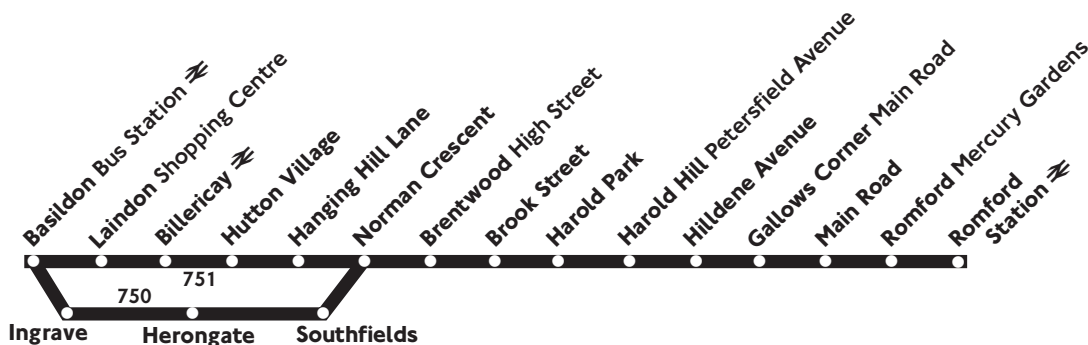 Basildon Bus Station
Laindon Shopping Centre
Billericay
Hutton Village
Hanging Hill Lane
Norman Crescent
Brentwood High Street
Brook Street
Harold Park
Harold Hill Petersfield Avenue
Hilldene Avenue
Gallows Corner Main Road
Main Road
Romford Mercury Gardens
Romford
Station
751
750
Ingrave
Herongate
Southfields